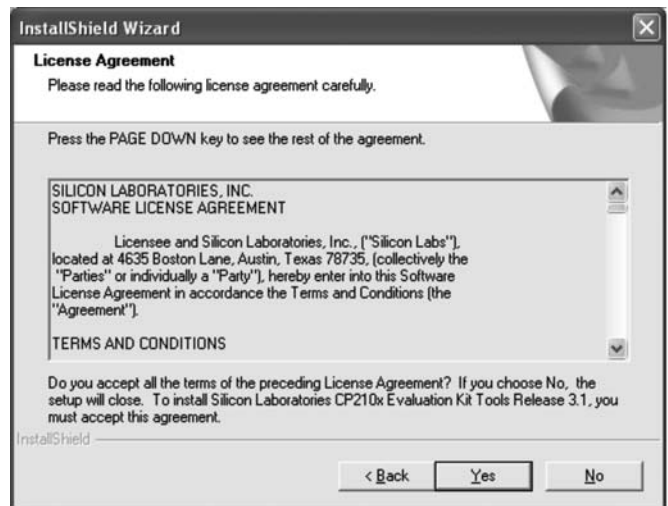 InstallShield Wizard
License Agreement
Please read the following license agreement carefully.
Press the PAGE DOWN key to see the rest of the agreement.
SILICON LABORATORIES, INC.
SOFTWARE LICENSE AGREEMENT
Licensee and Silicon Laboratories, Inc., ("Silicon Labs"),
located at 4635 Boston Lane, Austin, Texas 78735, (collectively the
"Parties" or individually a "Party"), hereby enter into this Software
License Agreement in accordance the Terms and Conditions (the
"Agreement").
TERMS AND CONDITIONS
Do you accept all the terms of the preceding License Agreement? If you choose No, the
setup will close. To install Silicon Laboratories CP210x Evaluation Kit Tools Release 3.1, you
must accept this agreement.
InstallShield
< Back Yes No